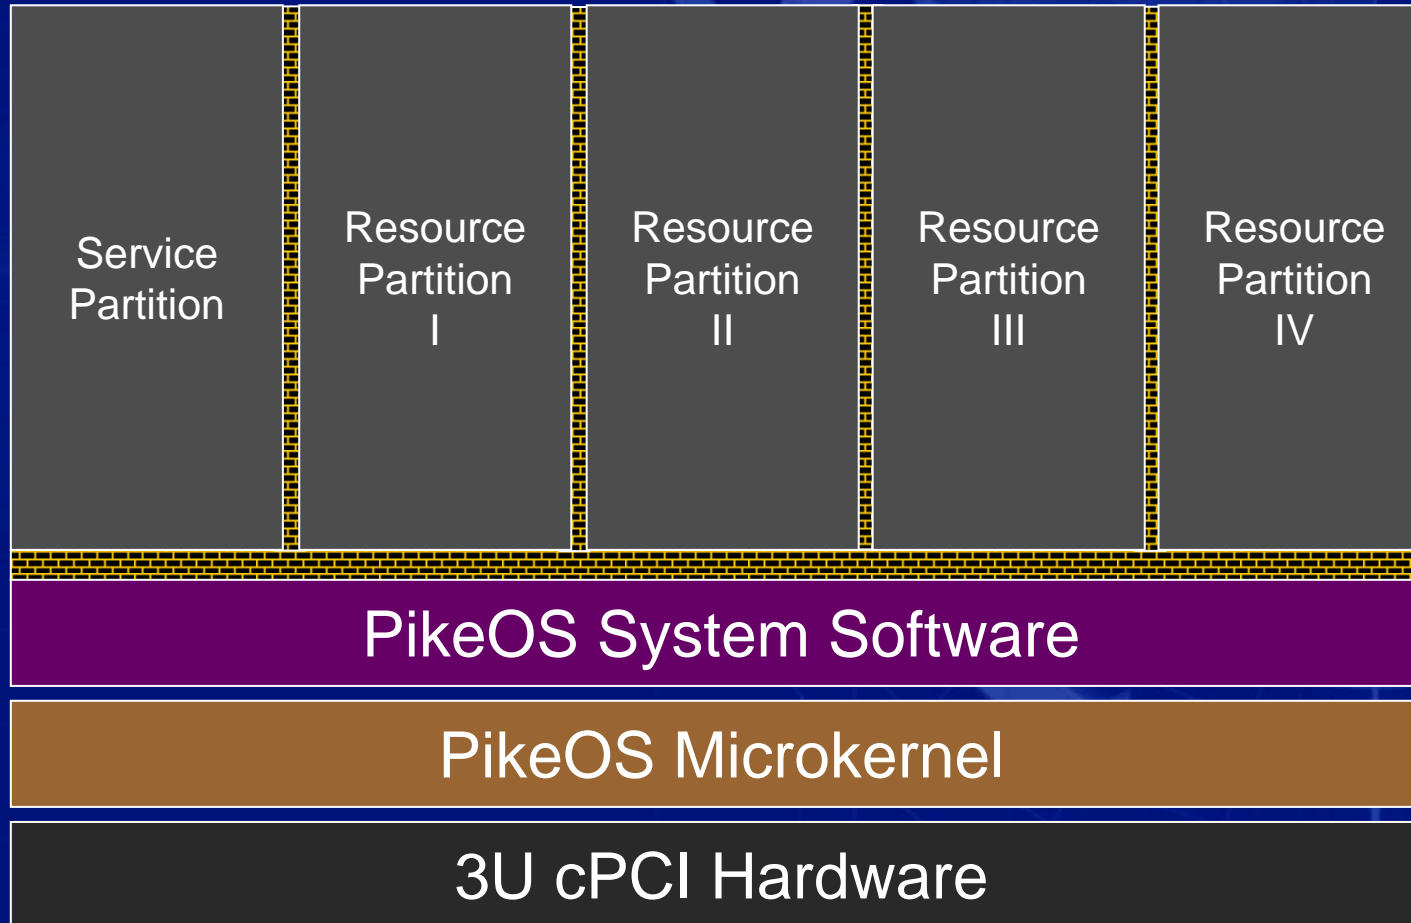 Service
Partition
Resource
Partition
I
Resource
Partition
II
Resource
Partition
III
Resource
Partition
IV
PikeOS System Software
PikeOS Microkernel
3U cPCI Hardware